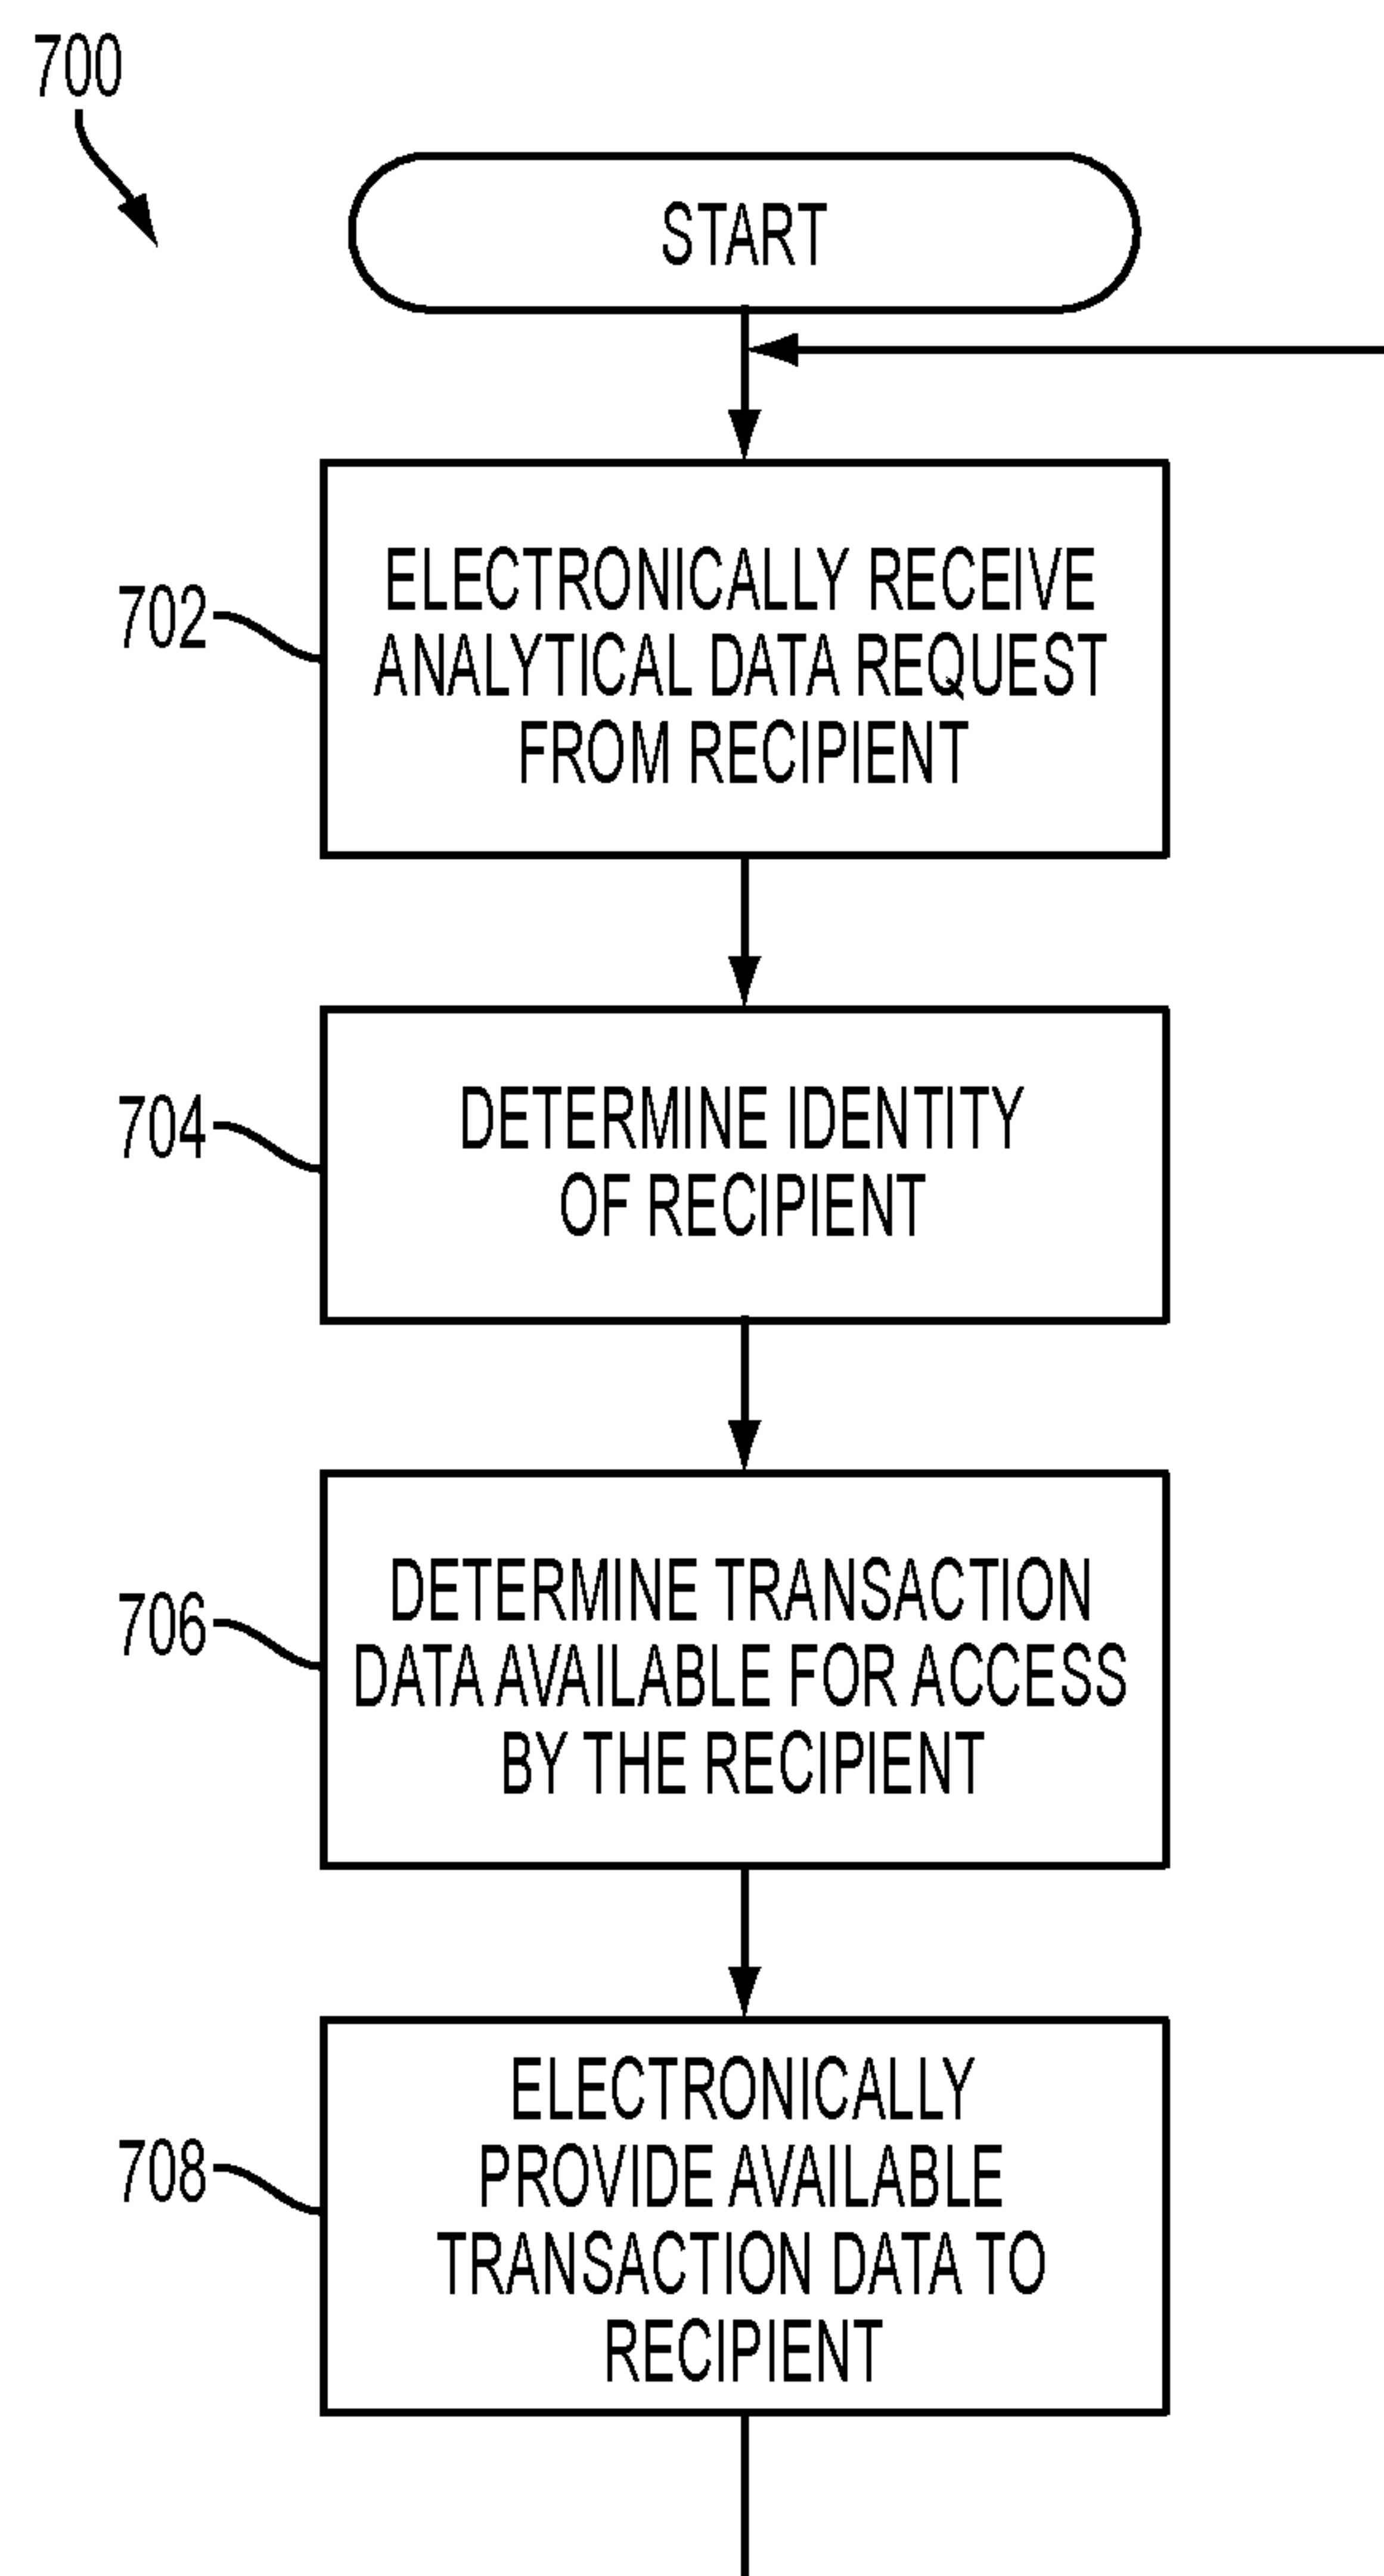 700
START
702
ELECTRONICALLY RECEIVE
ANALYTICAL DATA REQUEST
FROM RECIPIENT
704
DETERMINE IDENTITY
OF RECIPIENT
706
DETERMINE TRANSACTION
DATA AVAILABLE FOR ACCESS
BY THE RECIPIENT
708
ELECTRONICALLY
PROVIDE AVAILABLE
TRANSACTION DATA TO
RECIPIENT